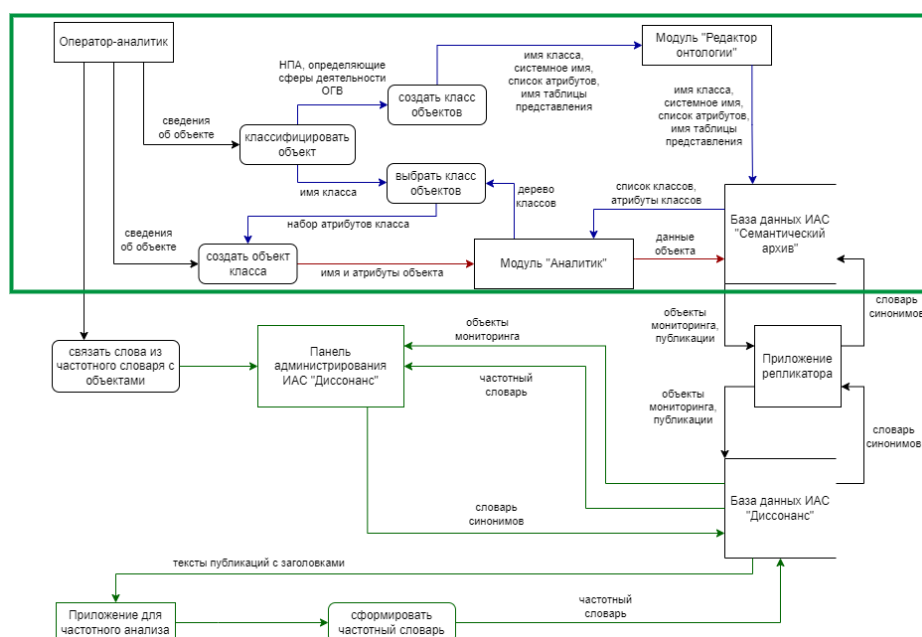 Оператор-аналитик
Модуль "Редактор
онтологии"
НПА, определяющие
сферы деятельности
ОГВ
имя класса,
системное имя,
список атрибутов,
имя таблицы
представления
создать класс
объектов
имя класса,
системное имя,
список атрибутов,
имя таблицы
представления
сведения
об объекте
классифицировать
объект
имя класса
выбрать класс
объектов
дерево
классов
список классов,
атрибуты классов
База данных ИАС
"Семантический
архив"
набор атрибутов класса
сведения
об объекте
создать объект
класса
имя и атрибуты объекта
Модуль "Аналитик"
данные
объекта
словарь
синонимов
объекты
мониторинга,
публикации
связать слова из
частотного словаря с
объектами
Панель
администрирования
ИАС "Диссонанс"
объекты
мониторинга
частотный
словарь
Приложение
репликатора
объекты
мониторинга,
публикации
словарь
синонимов
словарь
синонимов
База данных ИАС
"Диссонанс"
тексты публикаций с заголовками
Приложение для
частотного анализа
сформировать
частотный словарь
частотный
словарь